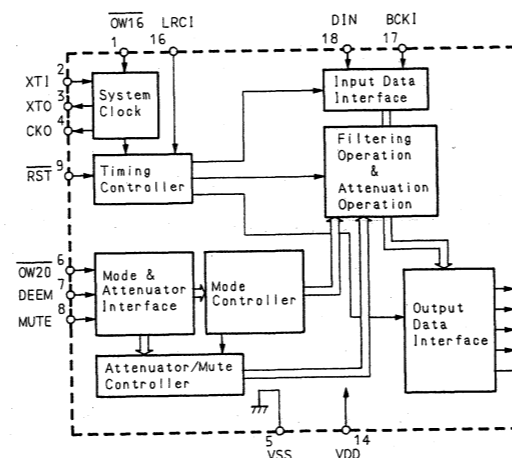 OW16 LRCI DIN BCKI
1 16 18 17
XTI 2
XTO 3
CKO 4
System
Clock
Input Data
Interface
RST 9
Timing
Controller
Filtering
Operation
&
Attenuation
Operation
OW20 6
DEEM 7
MUTE 8
Mode &
Attenuator
Interface
Mode
Controller
Output
Data
Interface
Attenuator/Mute
Controller
5 14
VSS VDD